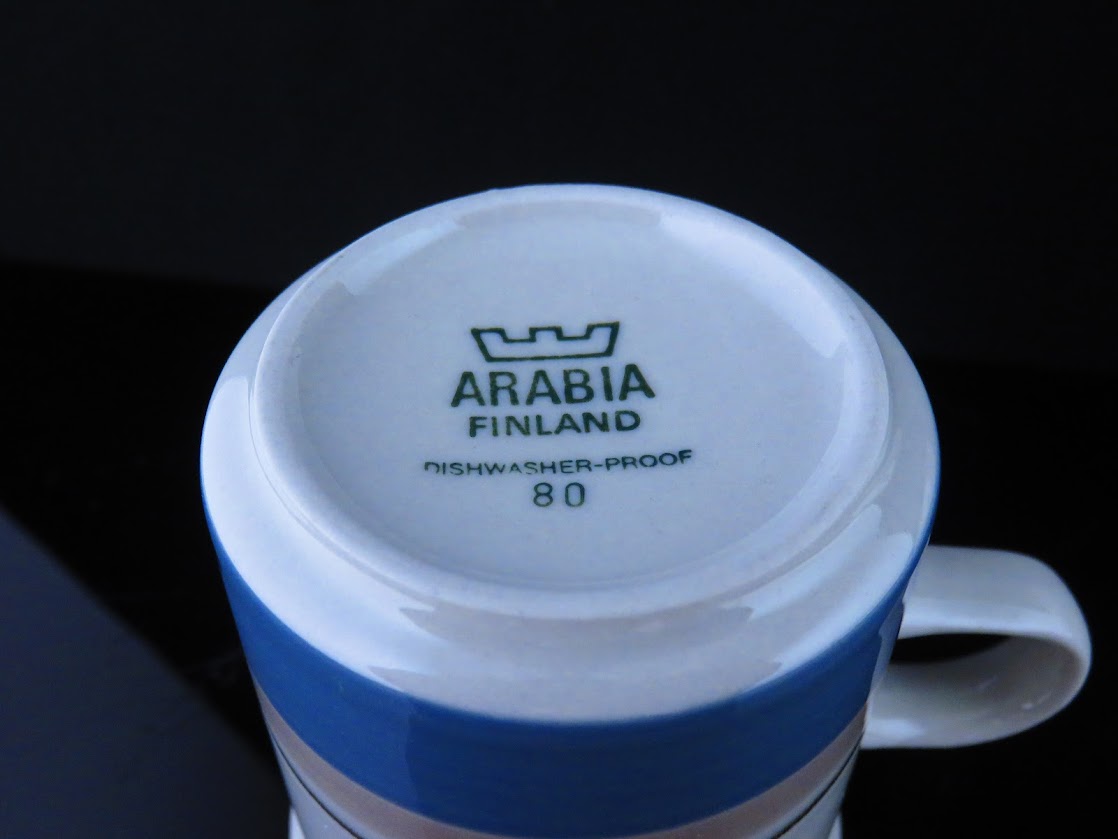 ARABIA
FINLAND
DISHWASHER-PROOF
80